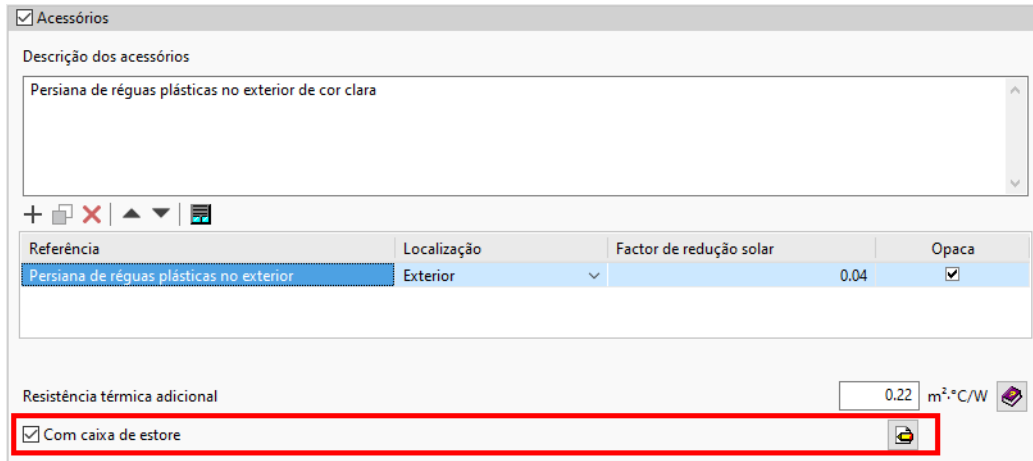 Acessórios
Descrição dos acessórios
Persiana de réguas plásticas no exterior de cor clara
Referência Localização Factor de redução solar Opaca
Persiana de réguas plásticas no exterior Exterior 0.04
Resistência térmica adicional 0.22 m²·°C/W
Com caixa de estore